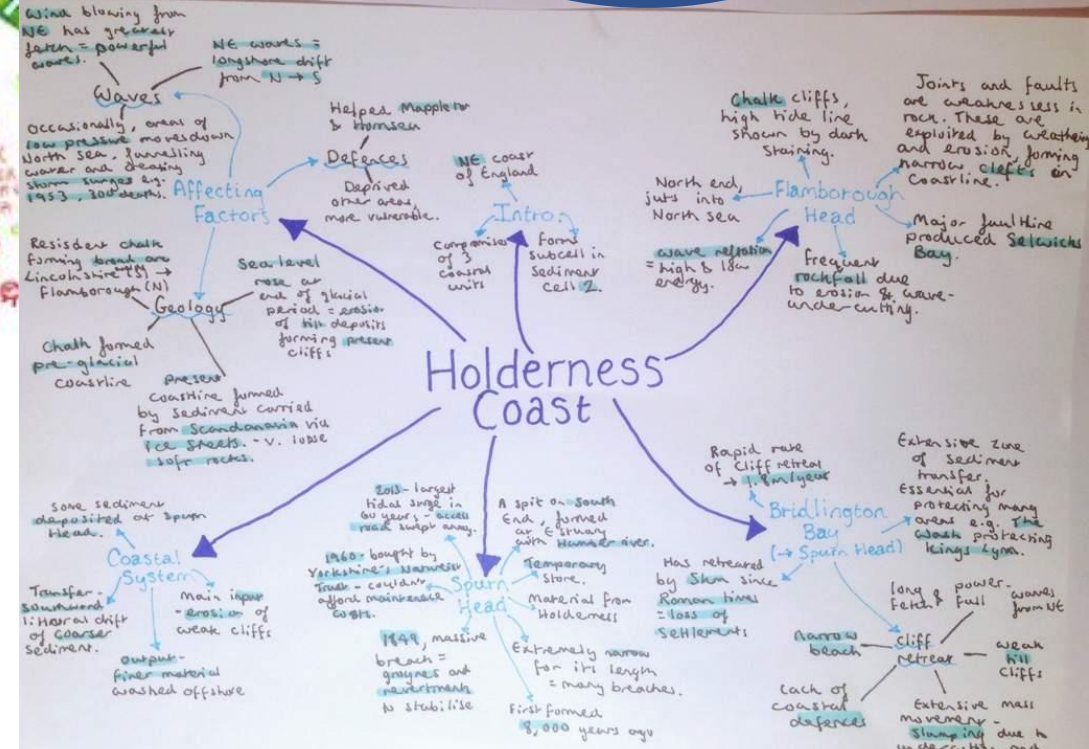 Holderness
Coast
Affecting
Factors
Waves
Wind blowing from
NE has greatest
fetch = powerful
waves.
NE waves =
longshore drift
from N → S
Occasionally, areas of
low pressure moves down
North sea, funnelling
water and creating
storm surges e.g.
1953, 300 deaths.
Defences
Helped Mappleton
& Hornsea
Deprived
other areas,
more vulnerable.
Geology
Resistant chalk
forming broad arc
Lincolnshire →
Flamborough (N)
Sea level
rose at
end of glacial
period = erosion
of till deposits
forming present
cliffs
Chalk formed
pre-glacial
coastline
Present
coastline formed
by sediment carried
from Scandanavia via
ice sheets. - v. loose
soft rocks.
Intro.
NE coast
of England
Comprises
of 3
coastal
units
Forms
subcell in
Sediment
Cell 2.
Flamborough
Head
Chalk cliffs,
high tide line
shown by dark
staining.
Joints and faults
are weaknesses in
rock. These are
exploited by weathering
and erosion, forming
narrow clefts in
coastline.
North end,
juts into
North sea
wave refraction
= high & low
energy.
frequent
rockfall due
to erosion & wave-
undercutting.
Major faultline
produced Selwicks
Bay.
Coastal
System
some sediment
deposited at Spurn
Head.
Transfer -
southward
littoral drift
of coarser
sediment.
Output -
finer material
washed offshore
Main input
- erosion of
weak cliffs
Spurn
Head
2013 - largest
tidal surge in
60 years - access
road swept away.
A spit on South
End, formed
at Estuary
with Humber river.
1960 - bought by
Yorkshire's Naturist
Trust - couldn't
afford maintenance
costs.
Temporary
store.
Material from
Holderness
1849, massive
breach =
groynes and
revetment
to stabilise
Extremely narrow
for its length
= many breaches.
First formed
8,000 years ago
Bridlington
Bay
(→ Spurn Head)
Rapid rate
of cliff retreat
→ 1.8m/year
Extensive zone
of sediment
transfer.
Essential for
protecting many
areas e.g. The
Wash protecting
Kings Lynn.
Has retreated
by 5km since
Roman times
= loss of
settlements
cliff
retreat
long fetch & powerful waves
from NE
narrow
beach
weak
till
cliffs
Lack of
coastal
defences
Extensive mass
movement -
slumping due to